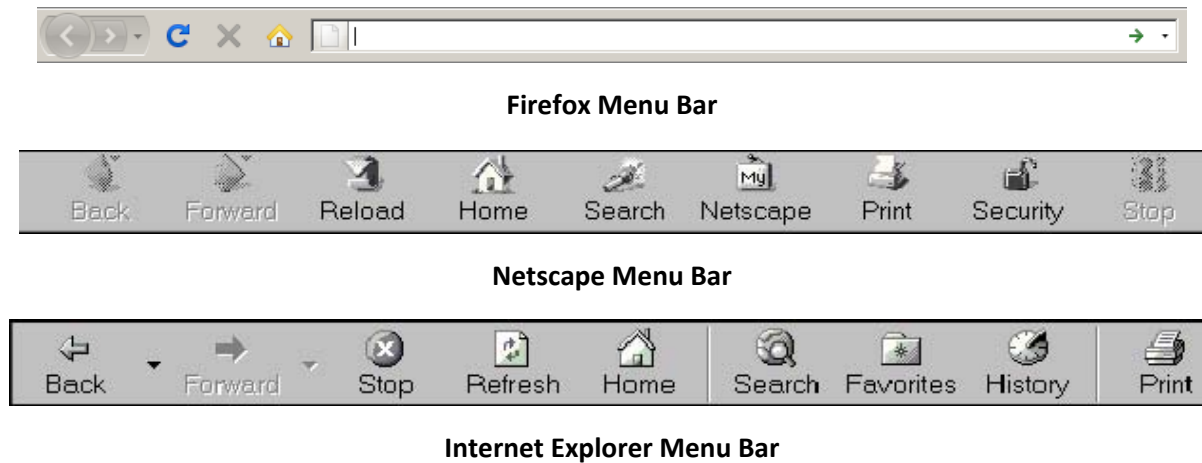 Firefox Menu Bar
Back Forward Reload Home Search Netscape Print Security Stop
My
Netscape Menu Bar
Back Forward Stop Refresh Home Search Favorites History Print
Internet Explorer Menu Bar